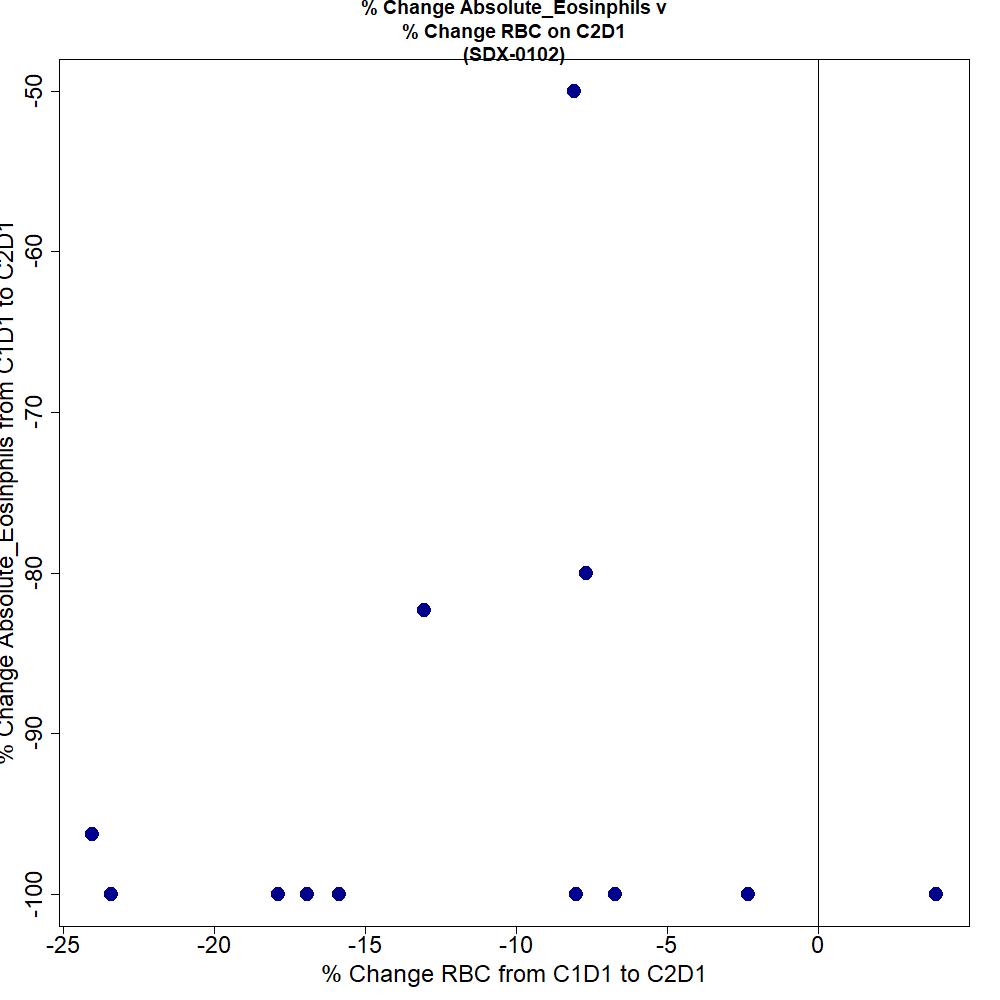 % Change Absolute_Eosinphils v
% Change RBC on C2D1
(SDX-0102)
% Change Absolute_Eosinphils from C1D1 to C2D1
-50
-60
-70
-80
-90
-100
-25
-20
-15
-10
-5
0
% Change RBC from C1D1 to C2D1